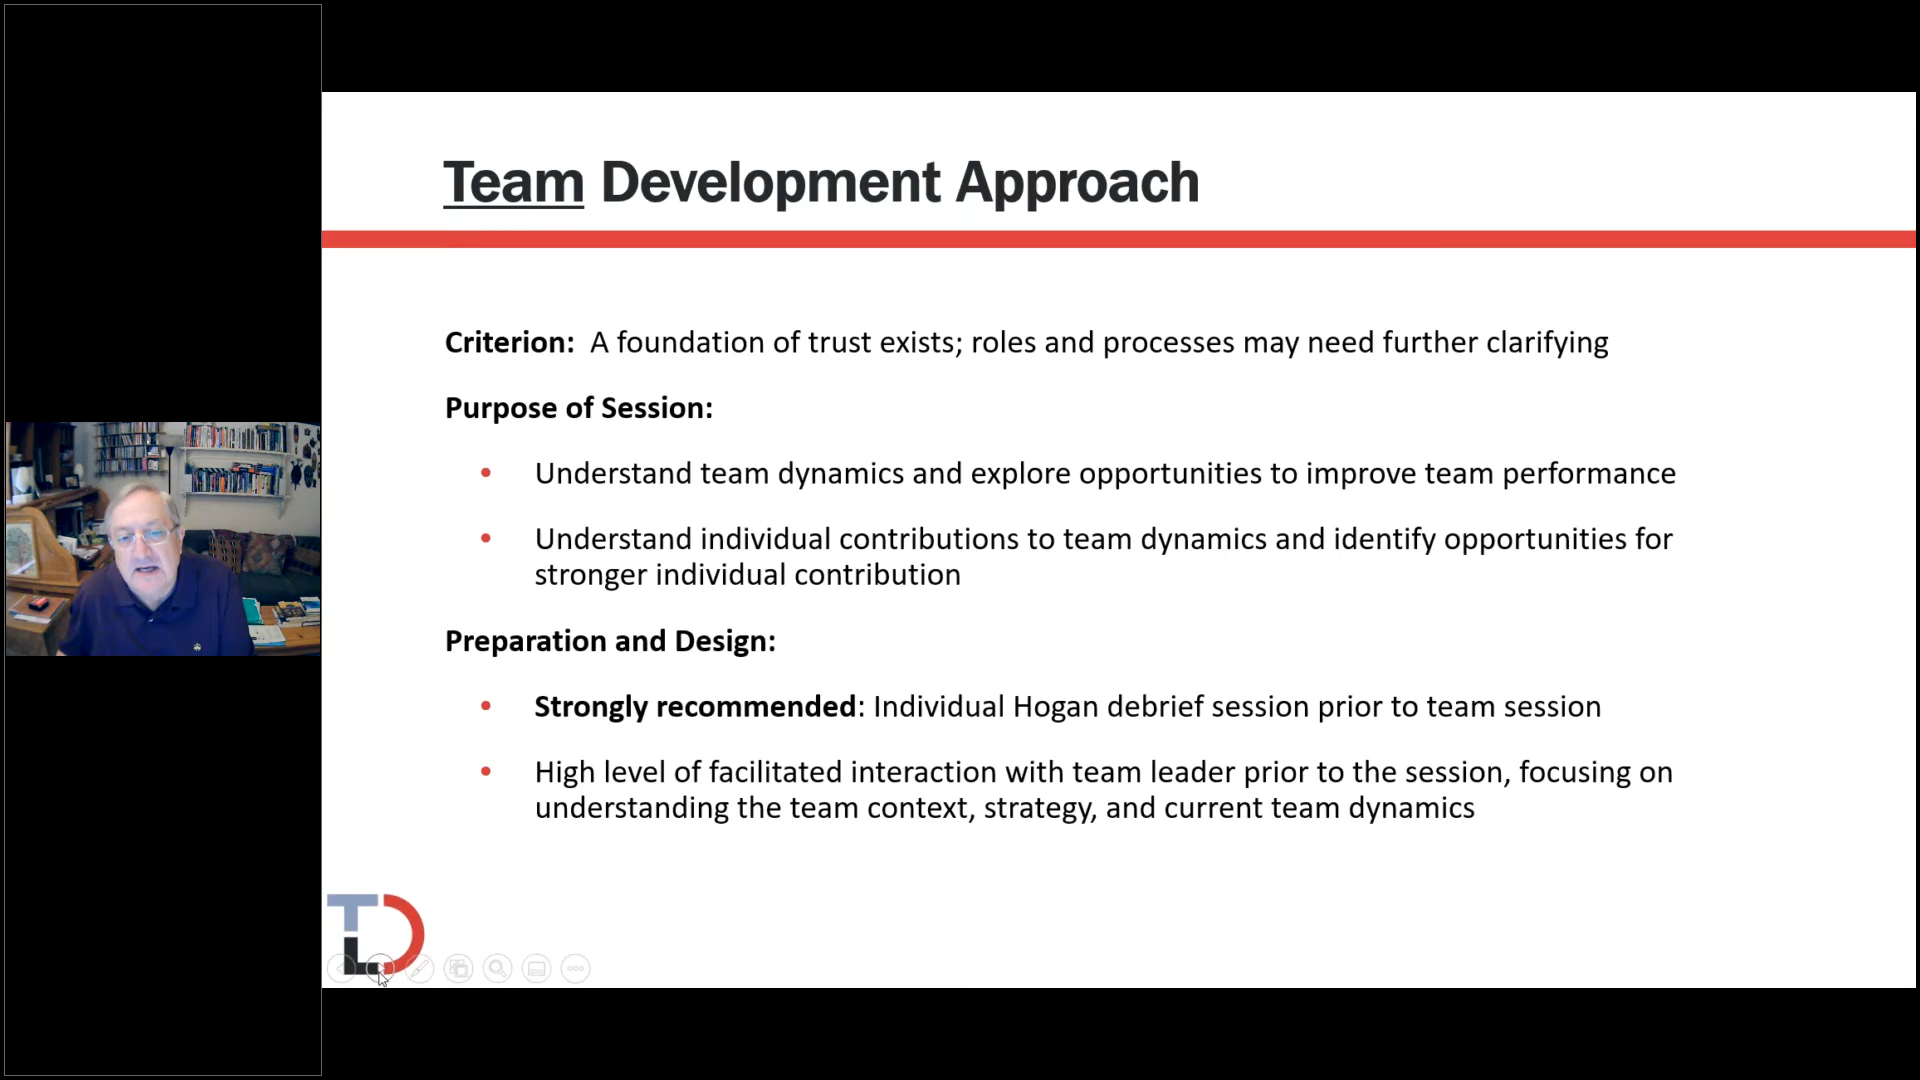 Team Development Approach
Criterion: A foundation of trust exists; roles and processes may need further clarifying
Purpose of Session:
• Understand team dynamics and explore opportunities to improve team performance
• Understand individual contributions to team dynamics and identify opportunities for
stronger individual contribution
Preparation and Design:
• Strongly recommended: Individual Hogan debrief session prior to team session
• High level of facilitated interaction with team leader prior to the session, focusing on
understanding the team context, strategy, and current team dynamics
TLD